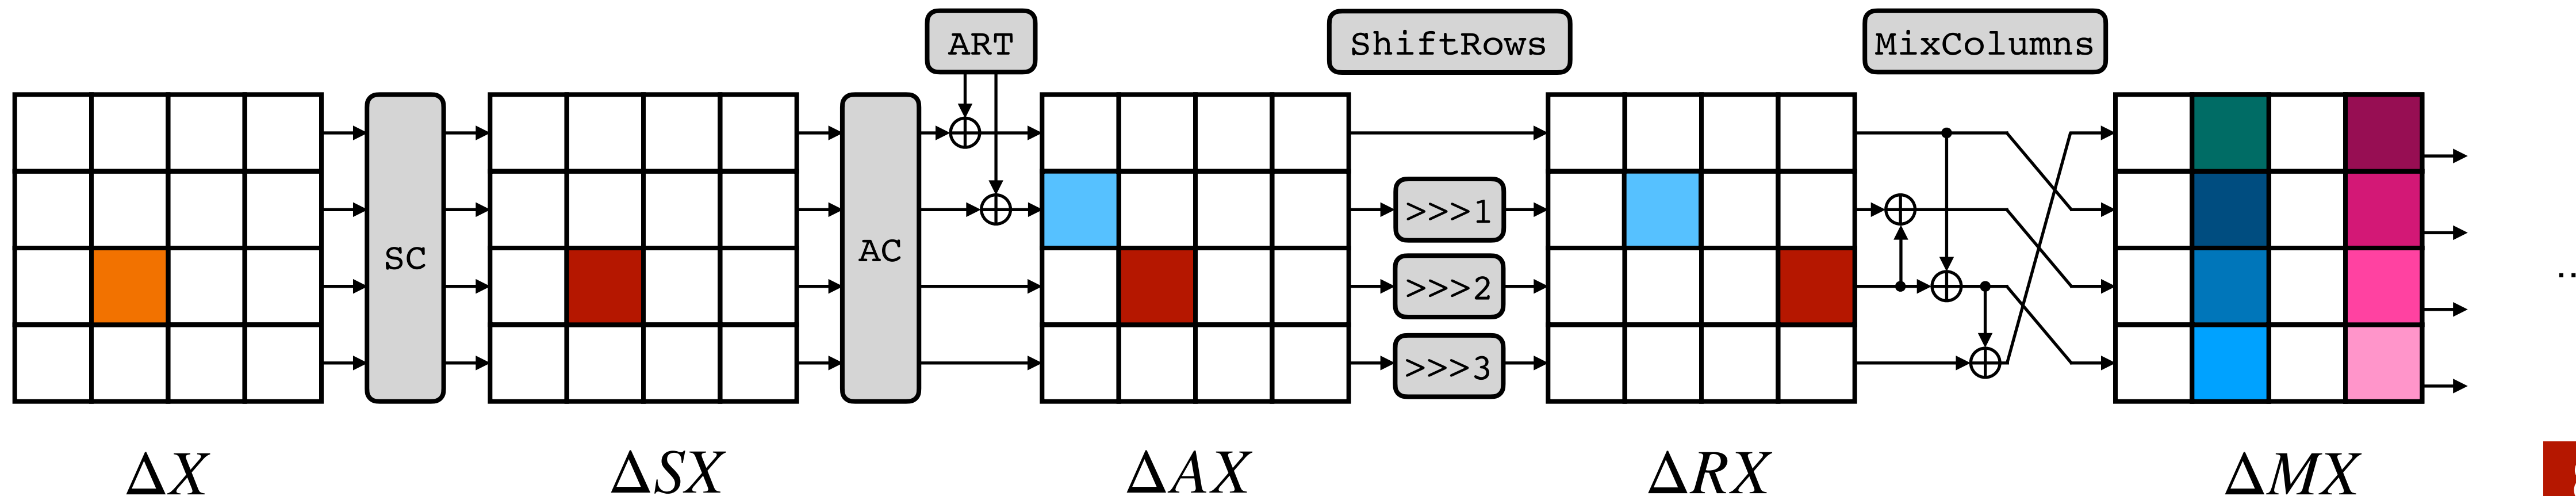 ART ShiftRows MixColumns
>>>1
SC AC >>>2
>>>3
..
ΔX ΔSX ΔAX ΔRX ΔMX